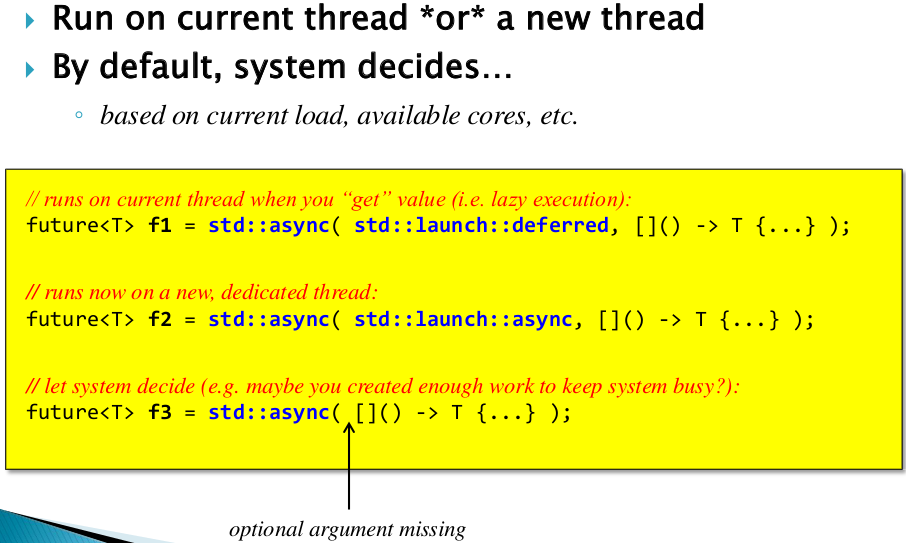 Run on current thread *or* a new thread
By default, system decides…
based on current load, available cores, etc.
// runs on current thread when you “get” value (i.e. lazy execution):
future<T> f1 = std::async( std::launch::deferred, []() -> T {...} );
// runs now on a new, dedicated thread:
future<T> f2 = std::async( std::launch::async, []() -> T {...} );
// let system decide (e.g. maybe you created enough work to keep system busy?):
future<T> f3 = std::async( []() -> T {...} );
optional argument missing